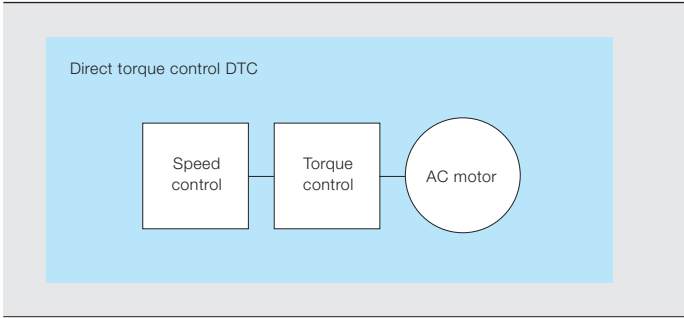 Direct torque control DTC
Speed
control
Torque
control
AC motor